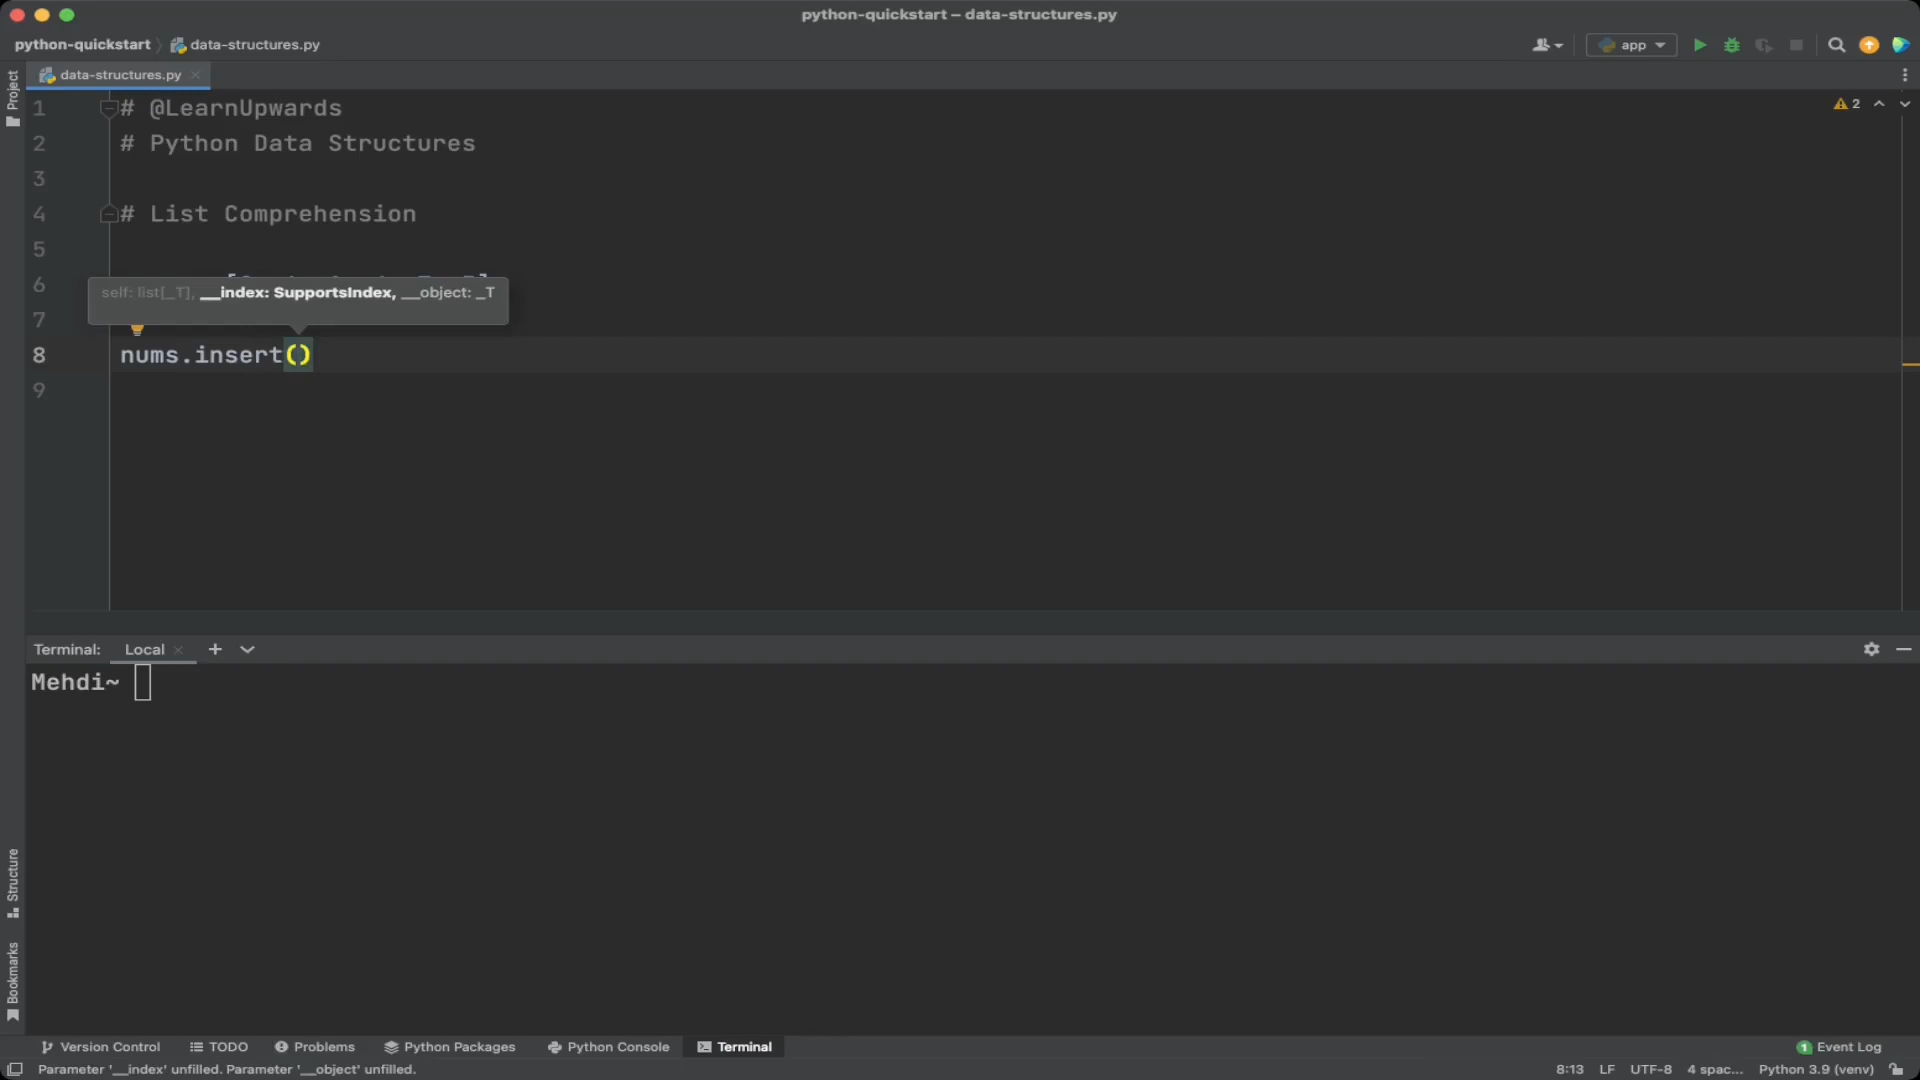 python-quickstart – data-structures.py
python-quickstart data-structures.py
app
Project
data-structures.py
2
1 # @LearnUpwards
2 # Python Data Structures
3
4 # List Comprehension
5
6
self: list[_T], __index: SupportsIndex, __object: _T
7
8 nums.insert()
9
Terminal: Local
Mehdi~
Structure
Bookmarks
Version Control TODO Problems Python Packages Python Console Terminal 1 Event Log
Parameter '__index' unfilled. Parameter '__object' unfilled. 8:13 LF UTF-8 4 spac... Python 3.9 (venv)